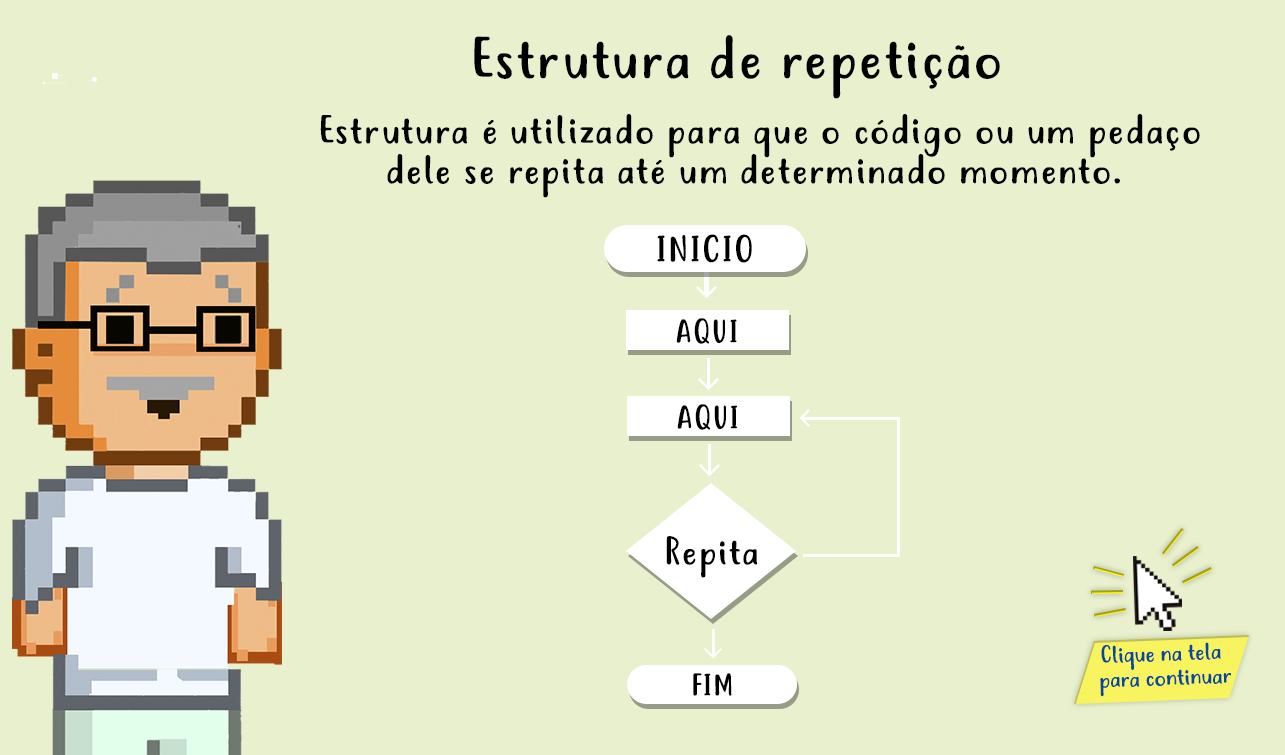 Estrutura de repetição
Estrutura é utilizado para que o código ou um pedaço
dele se repita até um determinado momento.
INICIO
AQUI
AQUI
Repita
FIM
Clique na tela
para continuar